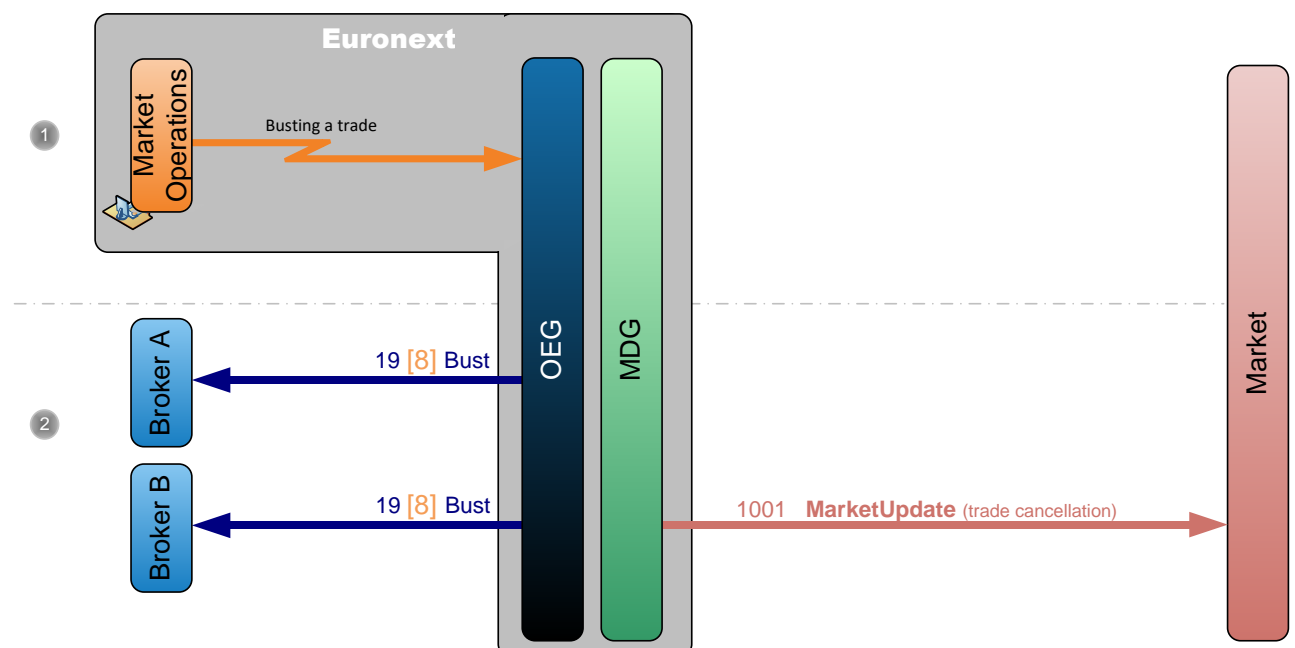 Euronext
1
Market
Operations
Busting a trade
OEG
MDG
Market
2
Broker A
19 [8] Bust
Broker B
19 [8] Bust
1001 MarketUpdate (trade cancellation)